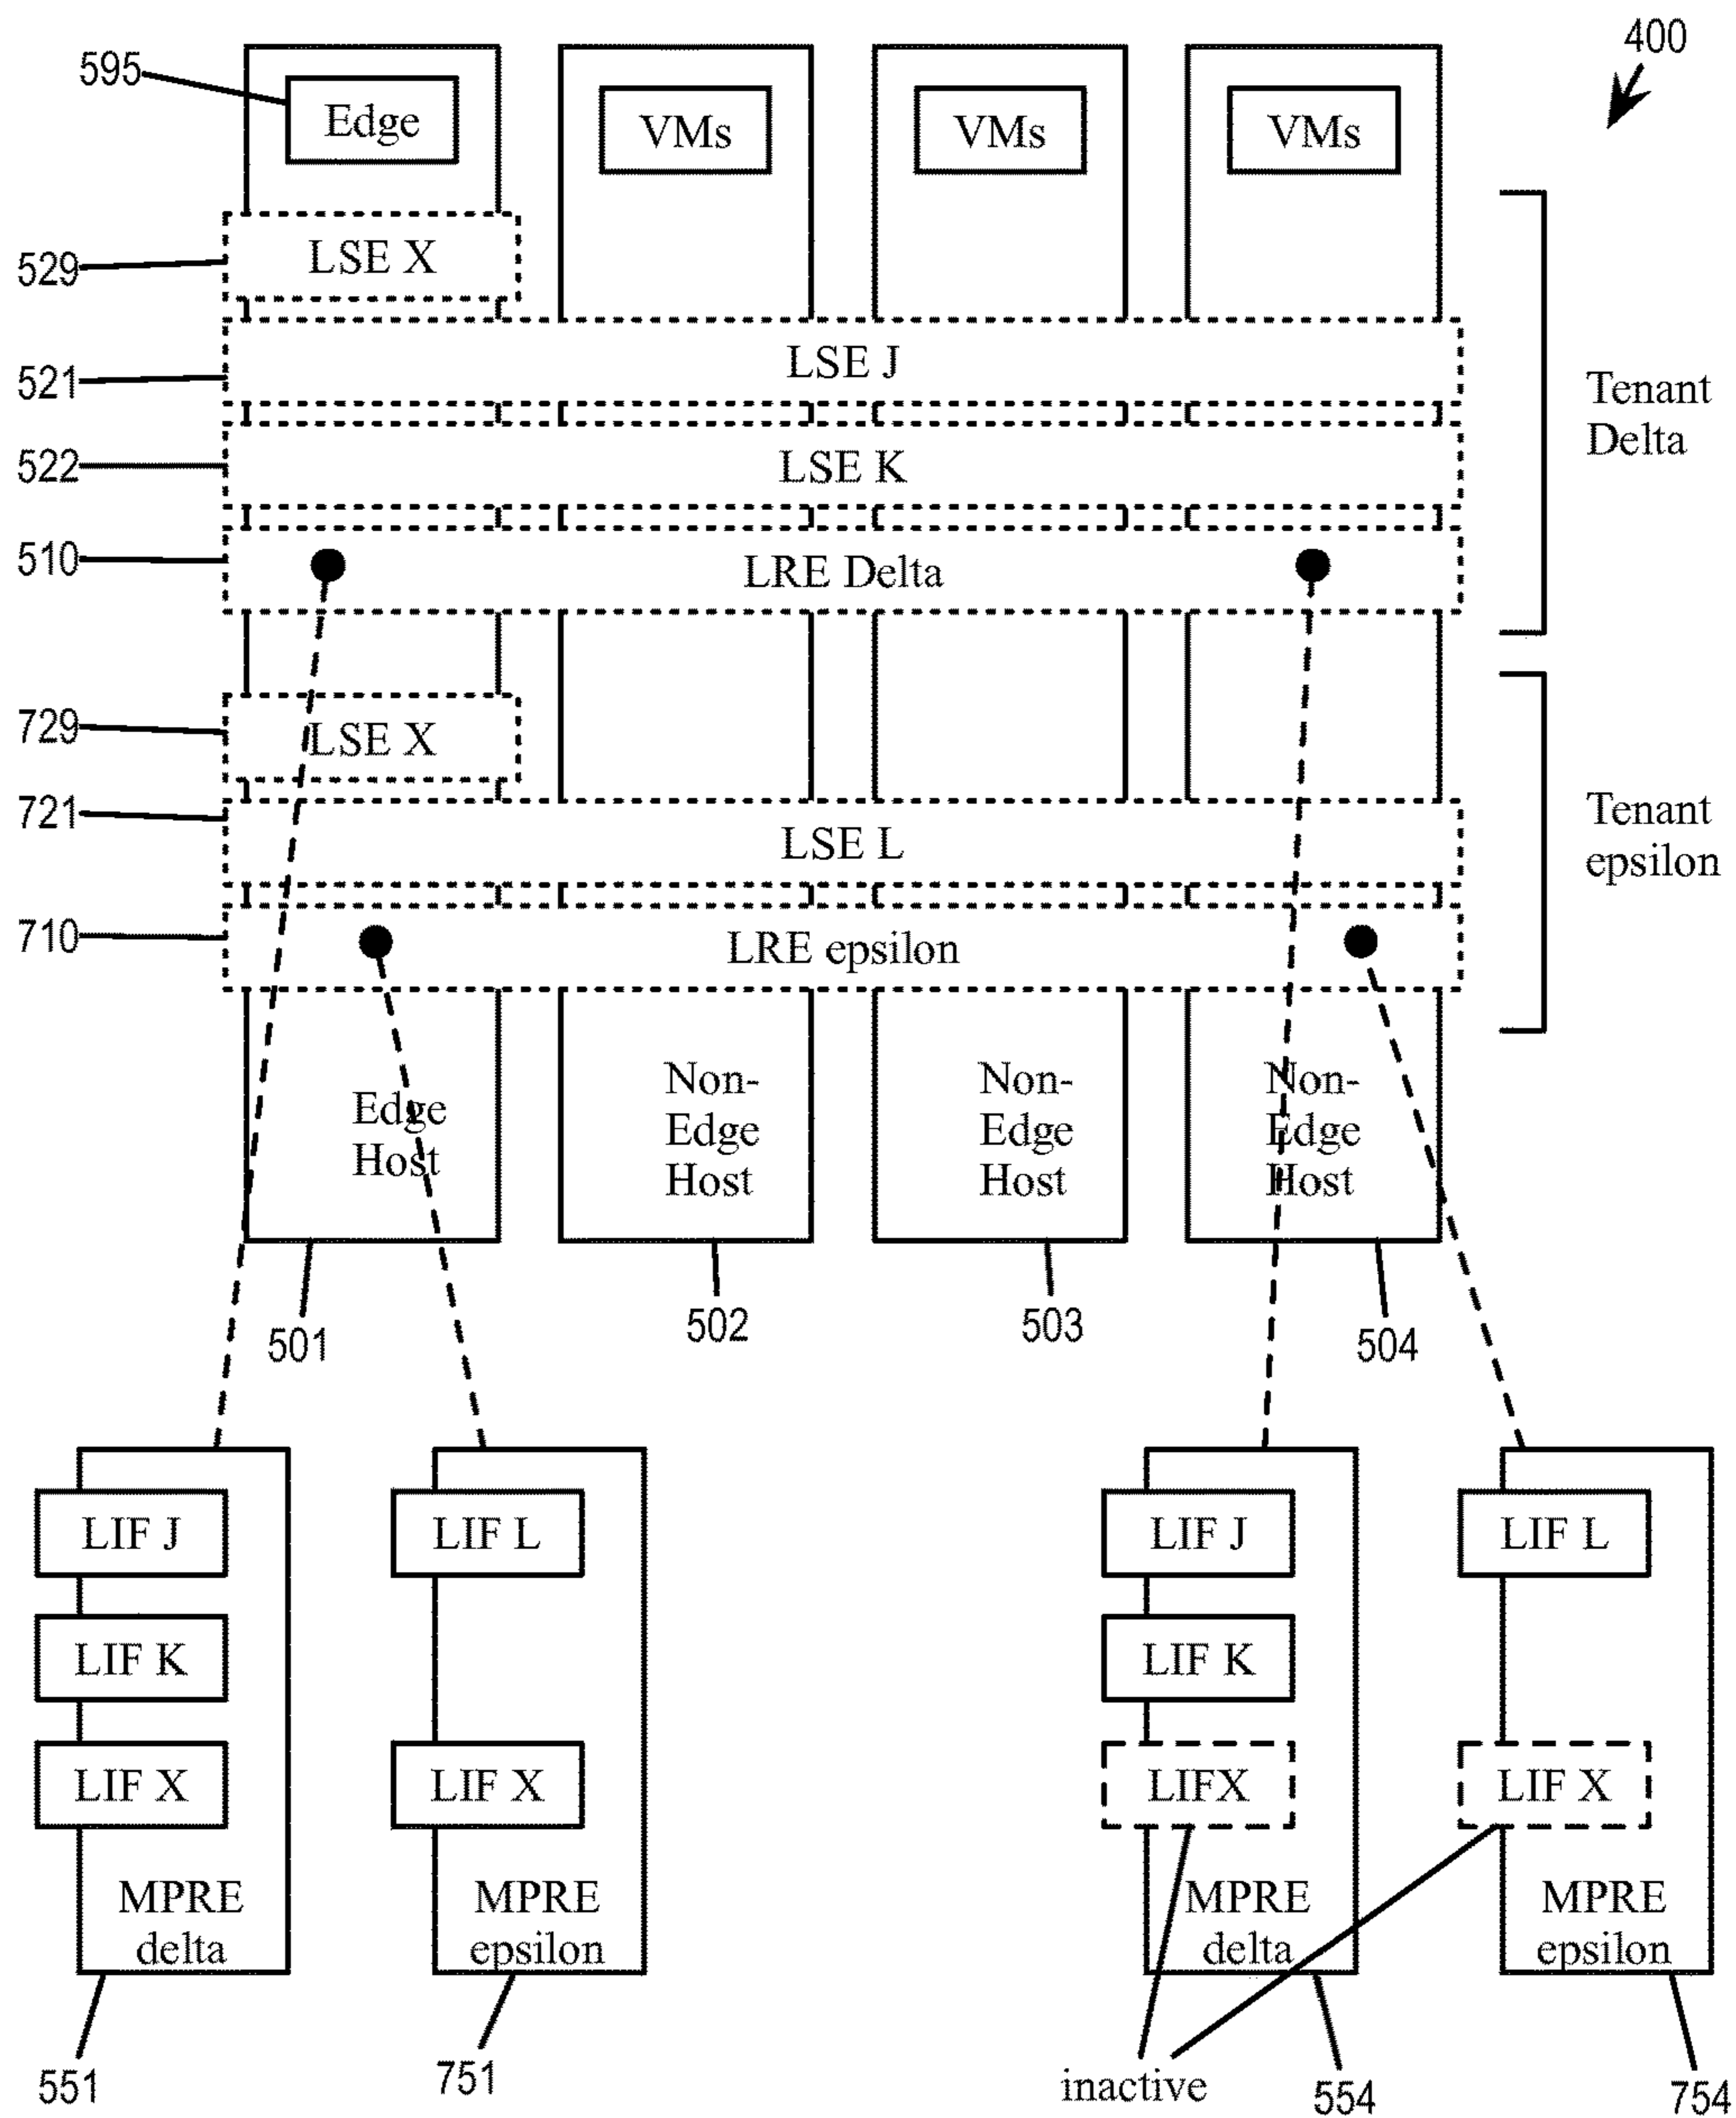 400
595
Edge
VMs
VMs
VMs
529
LSE X
521
LSE J
Tenant
Delta
522
LSE K
510
LRE Delta
729
LSE X
721
LSE L
Tenant
epsilon
710
LRE epsilon
Edge
Host
Non-
Edge
Host
Non-
Edge
Host
Non-
Edge
Host
501
502
503
504
LIF J
LIF K
LIF X
MPRE
delta
551
LIF L
LIF X
MPRE
epsilon
751
LIF J
LIF K
LIFX
MPRE
delta
inactive
554
LIF L
LIF X
MPRE
epsilon
754